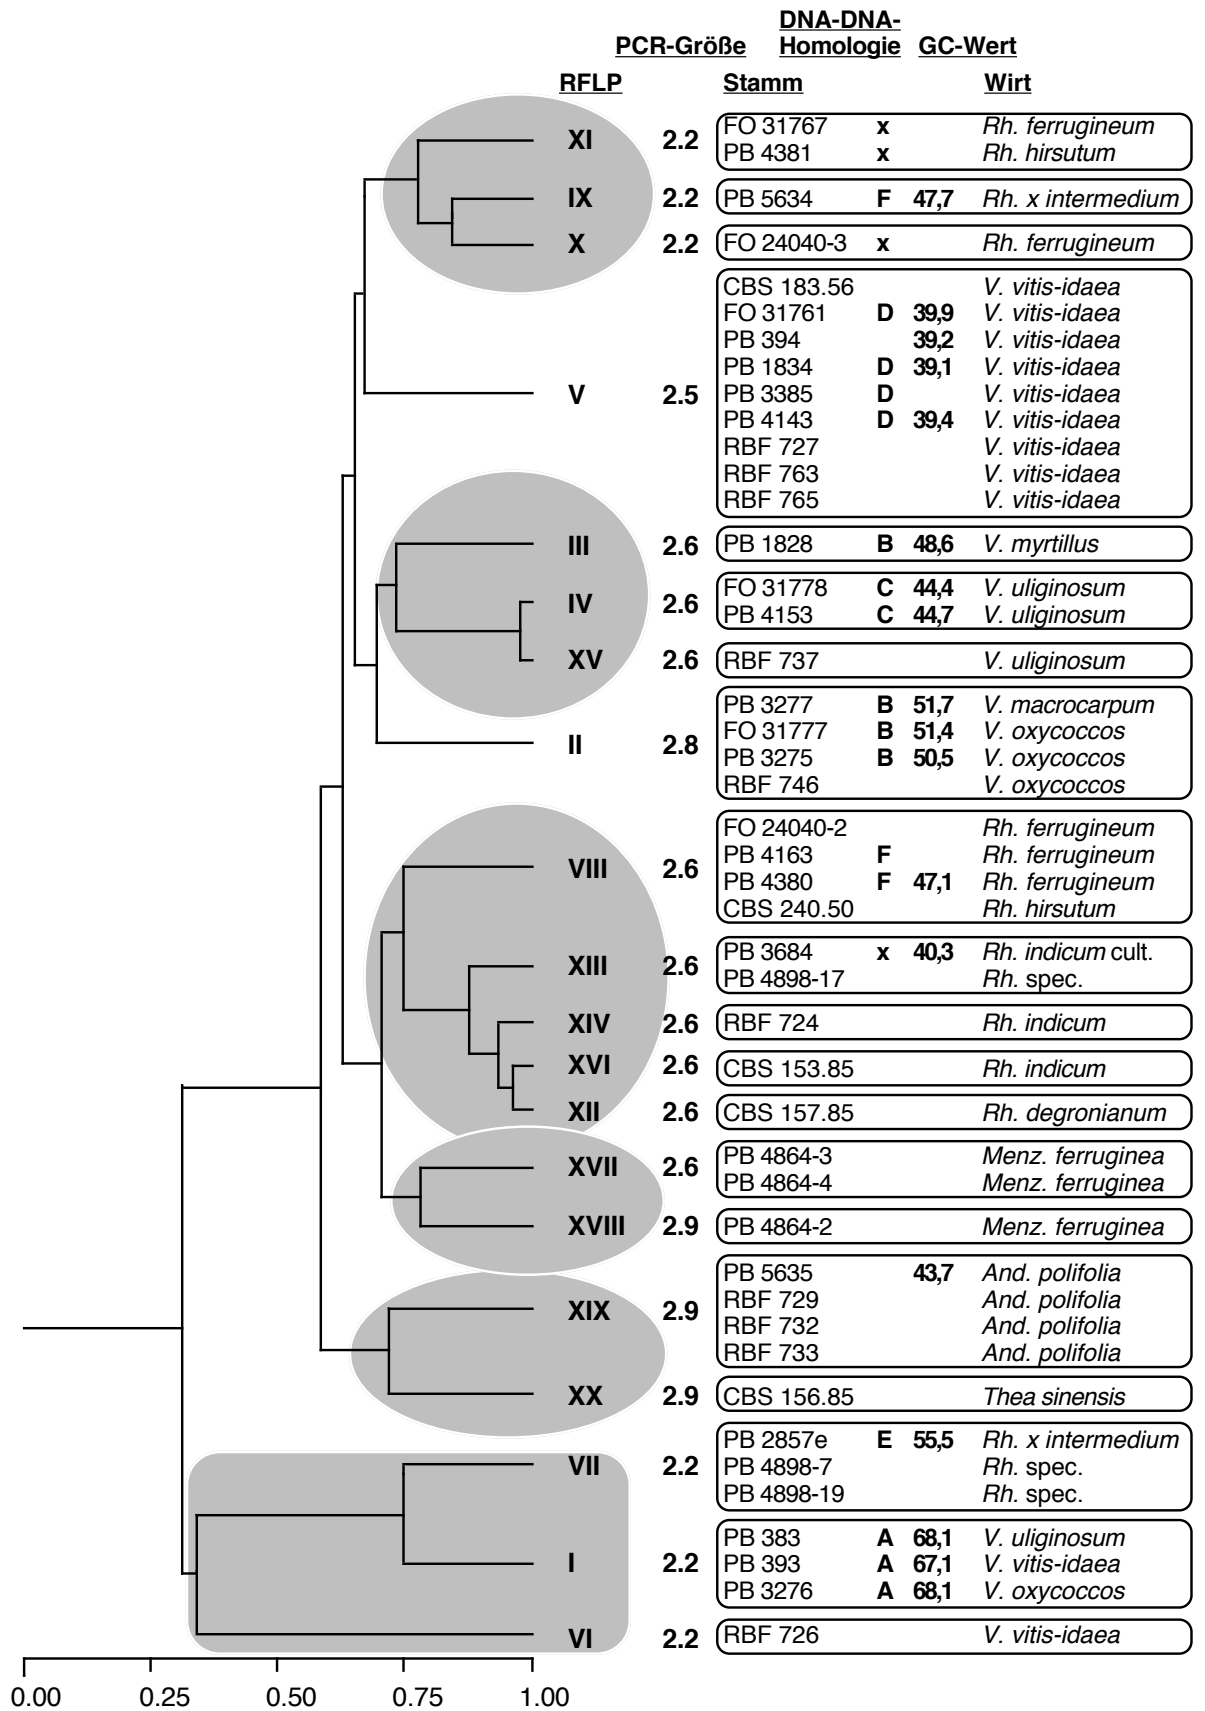 DNA-DNA-
PCR-Größe Homologie GC-Wert
RFLP Stamm Wirt
XI 2.2 FO 31767 x Rh. ferrugineum
PB 4381 x Rh. hirsutum
IX 2.2 PB 5634 F 47,7 Rh. x intermedium
X 2.2 FO 24040-3 x Rh. ferrugineum
CBS 183.56 V. vitis-idaea
FO 31761 D 39,9 V. vitis-idaea
PB 394 39,2 V. vitis-idaea
PB 1834 D 39,1 V. vitis-idaea
V 2.5 PB 3385 D V. vitis-idaea
PB 4143 D 39,4 V. vitis-idaea
RBF 727 V. vitis-idaea
RBF 763 V. vitis-idaea
RBF 765 V. vitis-idaea
III 2.6 PB 1828 B 48,6 V. myrtillus
IV 2.6 FO 31778 C 44,4 V. uliginosum
PB 4153 C 44,7 V. uliginosum
XV 2.6 RBF 737 V. uliginosum
PB 3277 B 51,7 V. macrocarpum
FO 31777 B 51,4 V. oxycoccos
II 2.8 PB 3275 B 50,5 V. oxycoccos
RBF 746 V. oxycoccos
FO 24040-2 Rh. ferrugineum
VIII 2.6 PB 4163 F Rh. ferrugineum
PB 4380 F 47,1 Rh. ferrugineum
CBS 240.50 Rh. hirsutum
XIII 2.6 PB 3684 x 40,3 Rh. indicum cult.
PB 4898-17 Rh. spec.
XIV 2.6 RBF 724 Rh. indicum
XVI 2.6 CBS 153.85 Rh. indicum
XII 2.6 CBS 157.85 Rh. degronianum
XVII 2.6 PB 4864-3 Menz. ferruginea
PB 4864-4 Menz. ferruginea
XVIII 2.9 PB 4864-2 Menz. ferruginea
PB 5635 43,7 And. polifolia
XIX 2.9 RBF 729 And. polifolia
RBF 732 And. polifolia
RBF 733 And. polifolia
XX 2.9 CBS 156.85 Thea sinensis
PB 2857e E 55,5 Rh. x intermedium
VII 2.2 PB 4898-7 Rh. spec.
PB 4898-19 Rh. spec.
PB 383 A 68,1 V. uliginosum
I 2.2 PB 393 A 67,1 V. vitis-idaea
PB 3276 A 68,1 V. oxycoccos
VI 2.2 RBF 726 V. vitis-idaea
0.00 0.25 0.50 0.75 1.00